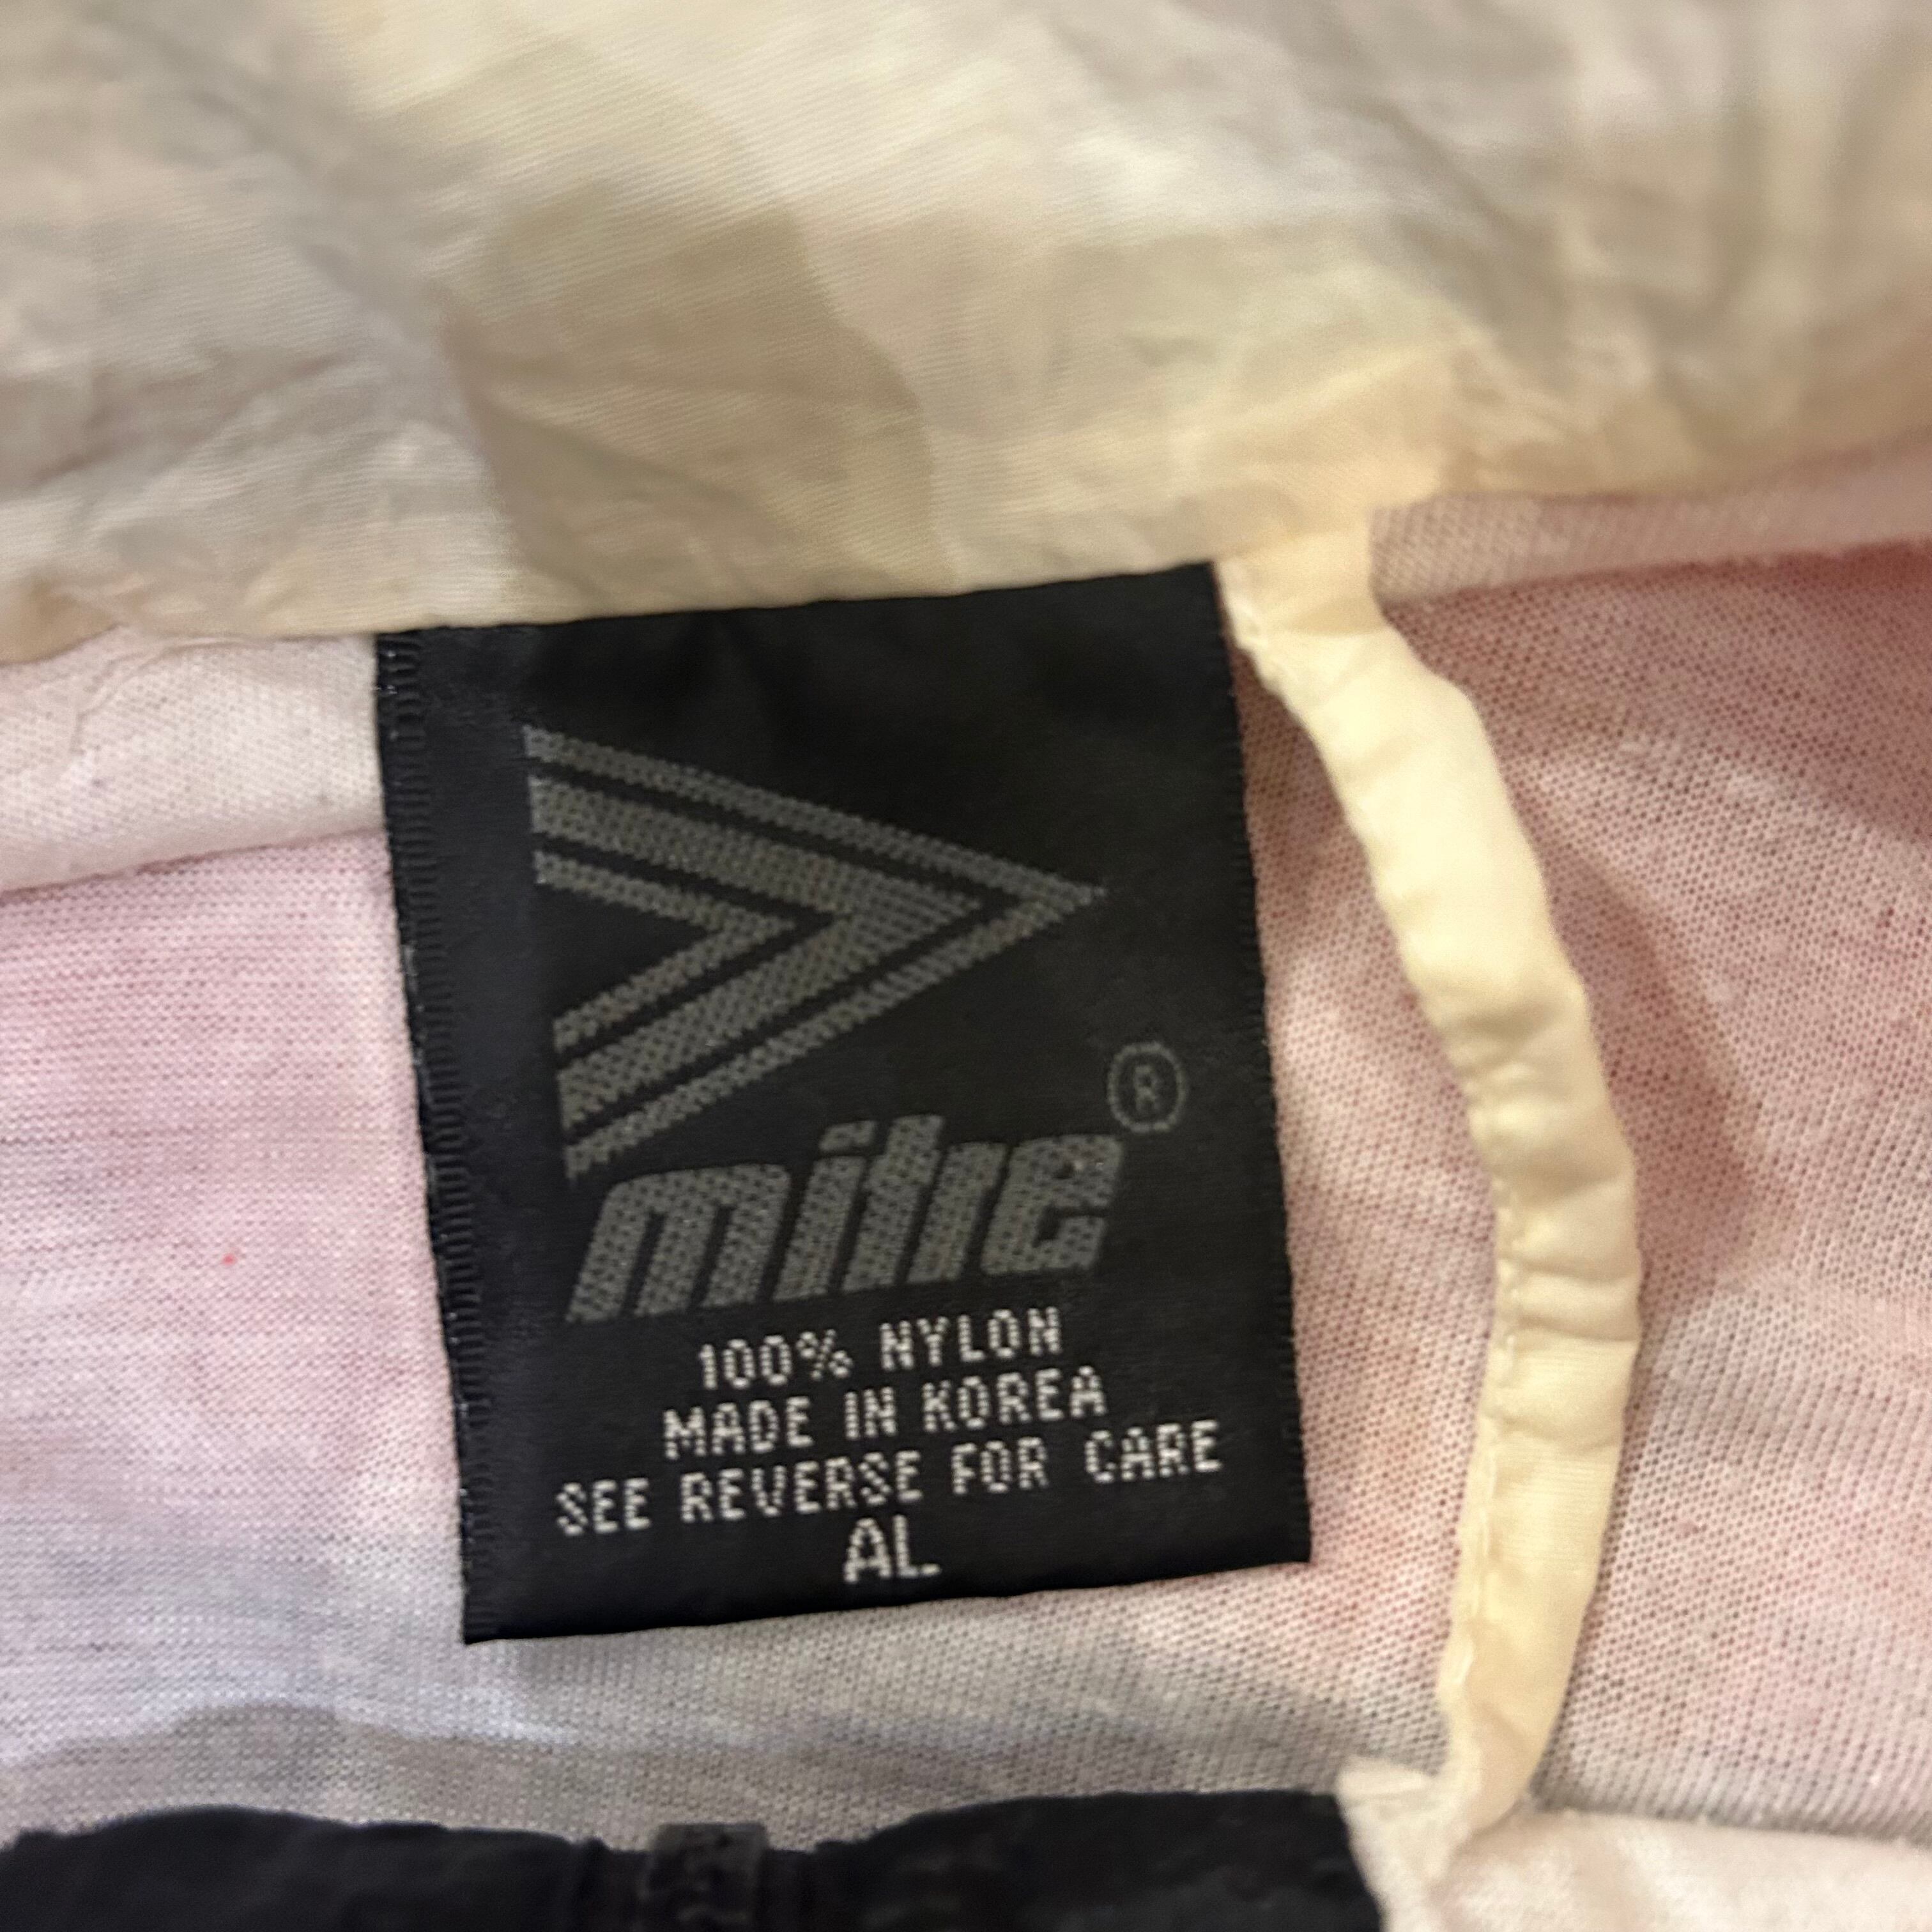 mitre®
100% NYLON
MADE IN KOREA
SEE REVERSE FOR CARE
AL